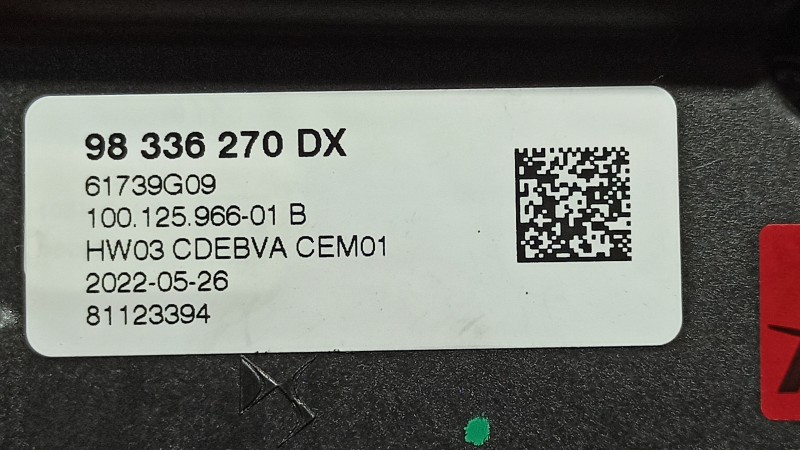 98 336 270 DX
61739G09
100.125.966-01 B
HW03 CDEBVA CEM01
2022-05-26
81123394